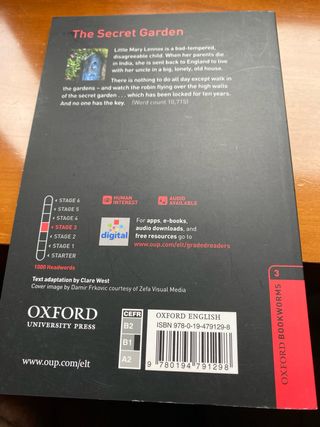 The Secret Garden
Little Mary Lennox is a bad-tempered,
disagreeable child. When her parents die
in India, she is sent back to England to live
with her uncle in a big, lonely, old house.
There is nothing to do all day except walk in
the gardens – and watch the robin flying over the high walls
of the secret garden . . . which has been locked for ten years.
And no one has the key. (Word count 10,715)
< STAGE 6
< STAGE 5
< STAGE 4
< STAGE 3
< STAGE 2
< STAGE 1
< STARTER
1000 Headwords
HUMAN
INTEREST
AUDIO
AVAILABLE
go
digital
For apps, e-books,
audio downloads, and
free resources go to
www.oup.com/elt/gradedreaders
Text adaptation by Clare West
Cover image by Damir Frkovic courtesy of Zefa Visual Media
OXFORD
UNIVERSITY PRESS
www.oup.com/elt
CEFR
B2
B1
A2
OXFORD ENGLISH
ISBN 978-0-19-479129-8
9 780194 791298
3
OXFORD BOOKWORMS